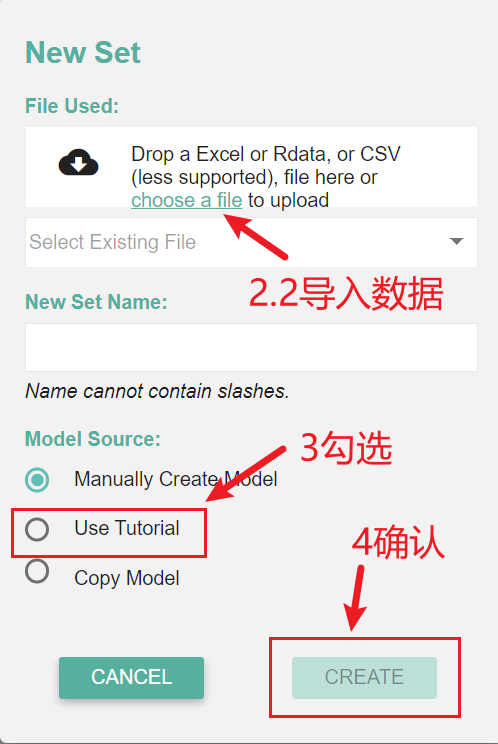 New Set
File Used:
Drop a Excel or Rdata, or CSV
(less supported), file here or
choose a file to upload
Select Existing File
2.2导入数据
New Set Name:
Name cannot contain slashes.
Model Source:
3勾选
Manually Create Model
Use Tutorial
4确认
Copy Model
CANCEL
CREATE